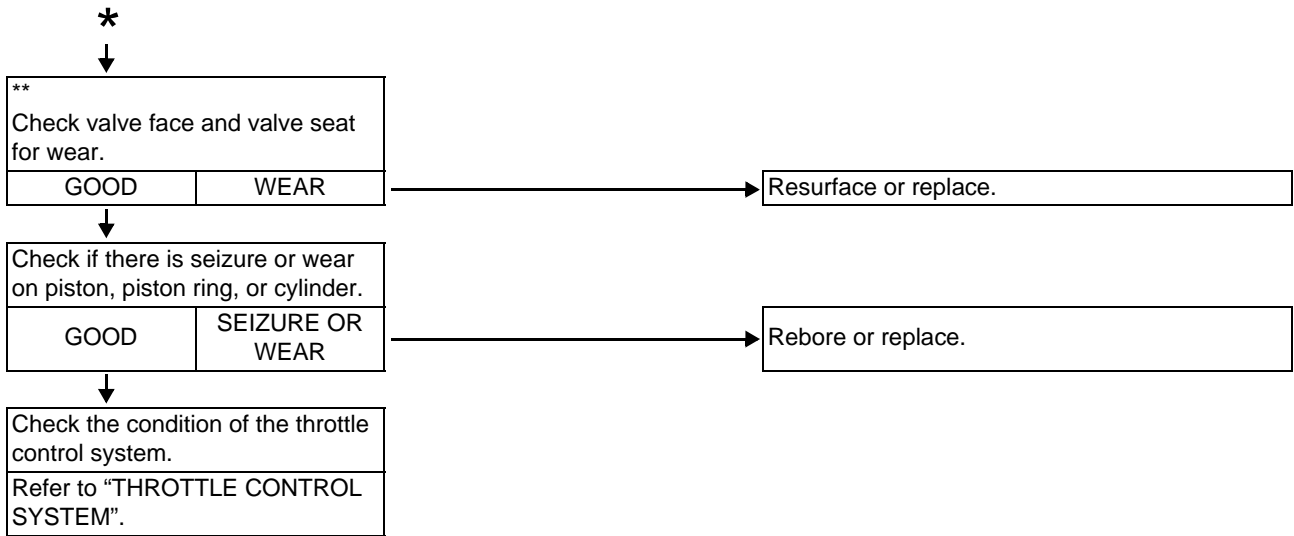 *
**
Check valve face and valve seat
for wear.
GOOD WEAR
Resurface or replace.
Check if there is seizure or wear
on piston, piston ring, or cylinder.
GOOD
SEIZURE OR
WEAR
Rebore or replace.
Check the condition of the throttle
control system.
Refer to “THROTTLE CONTROL
SYSTEM”.